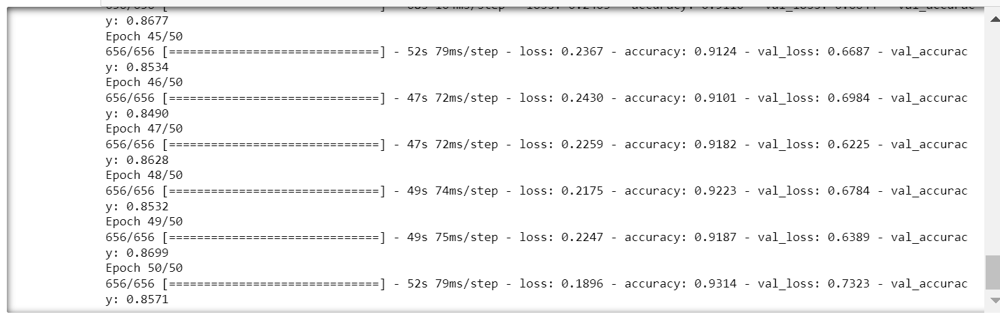 y: 0.8677
Epoch 45/50
656/656 [==============================] - 52s 79ms/step - loss: 0.2367 - accuracy: 0.9124 - val_loss: 0.6687 - val_accurac
y: 0.8534
Epoch 46/50
656/656 [==============================] - 47s 72ms/step - loss: 0.2430 - accuracy: 0.9101 - val_loss: 0.6984 - val_accurac
y: 0.8490
Epoch 47/50
656/656 [==============================] - 47s 72ms/step - loss: 0.2259 - accuracy: 0.9182 - val_loss: 0.6225 - val_accurac
y: 0.8628
Epoch 48/50
656/656 [==============================] - 49s 74ms/step - loss: 0.2175 - accuracy: 0.9223 - val_loss: 0.6784 - val_accurac
y: 0.8532
Epoch 49/50
656/656 [==============================] - 49s 75ms/step - loss: 0.2247 - accuracy: 0.9187 - val_loss: 0.6389 - val_accurac
y: 0.8699
Epoch 50/50
656/656 [==============================] - 52s 79ms/step - loss: 0.1896 - accuracy: 0.9314 - val_loss: 0.7323 - val_accurac
y: 0.8571